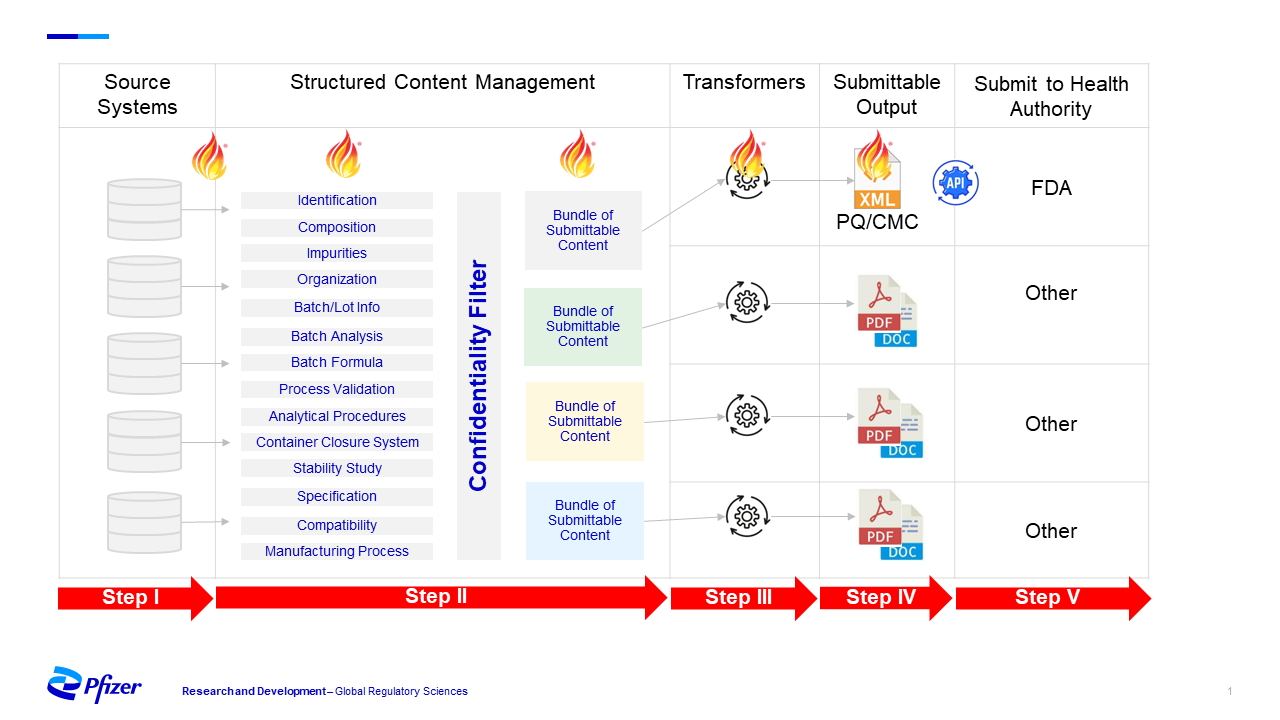 Source
Systems
Structured Content Management
Transformers
Submittable
Output
Submit to Health
Authority
Identification
Composition
Impurities
Organization
Batch/Lot Info
Batch Analysis
Batch Formula
Process Validation
Analytical Procedures
Container Closure System
Stability Study
Specification
Compatibility
Manufacturing Process
Confidentiality Filter
Bundle of
Submittable
Content
Bundle of
Submittable
Content
Bundle of
Submittable
Content
Bundle of
Submittable
Content
XML
PQ/CMC
API
FDA
PDF
DOC
Other
PDF
DOC
Other
PDF
DOC
Other
Step I
Step II
Step III
Step IV
Step V
Pfizer
Research and Development – Global Regulatory Sciences
1